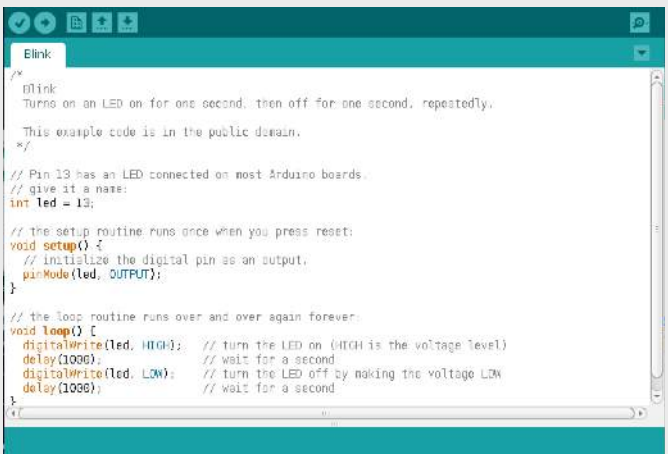 Blink
/*
  Blink
  Turns on an LED on for one second, then off for one second, repeatedly.

  This example code is in the public domain.
 */

// Pin 13 has an LED connected on most Arduino boards.
// give it a name:
int led = 13;

// the setup routine runs once when you press reset:
void setup() {
  // initialize the digital pin as an output.
  pinMode(led, OUTPUT);
}

// the loop routine runs over and over again forever:
void loop() {
  digitalWrite(led, HIGH);   // turn the LED on (HIGH is the voltage level)
  delay(1000);               // wait for a second
  digitalWrite(led, LOW);    // turn the LED off by making the voltage LOW
  delay(1000);               // wait for a second
}